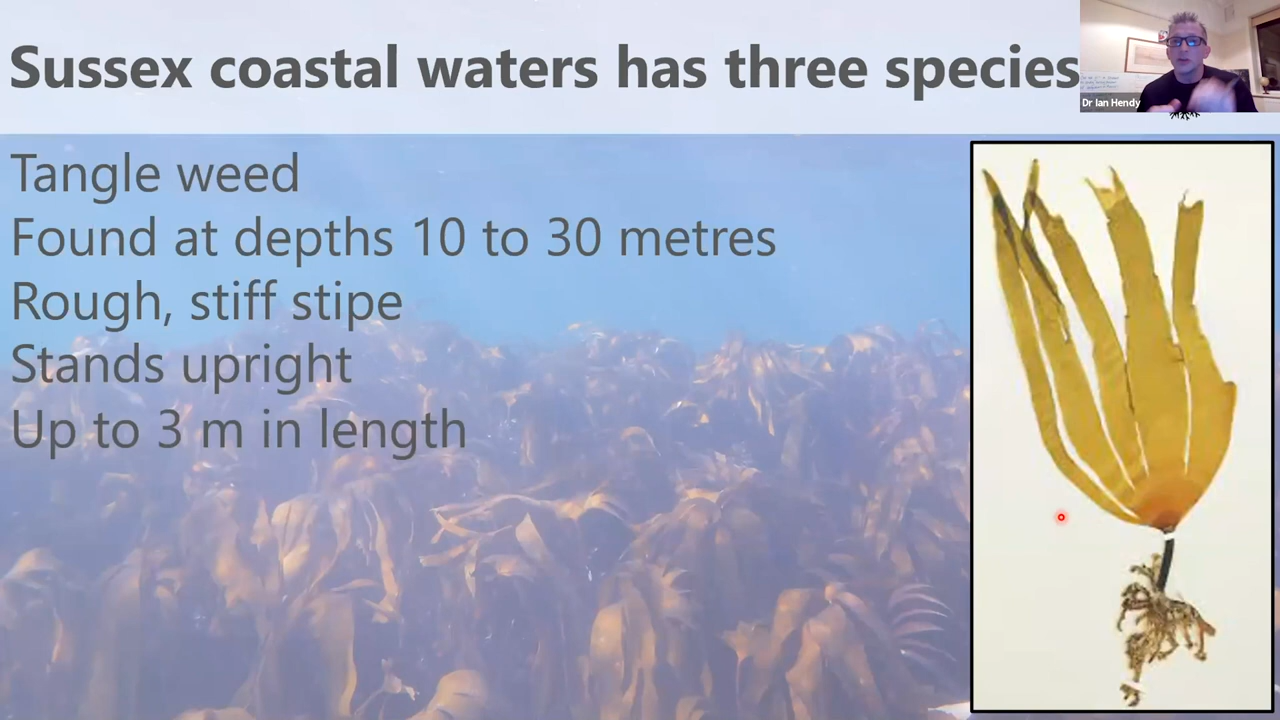 Sussex coastal waters has three species
Dr Ian Hendy
Tangle weed
Found at depths 10 to 30 metres
Rough, stiff stipe
Stands upright
Up to 3 m in length